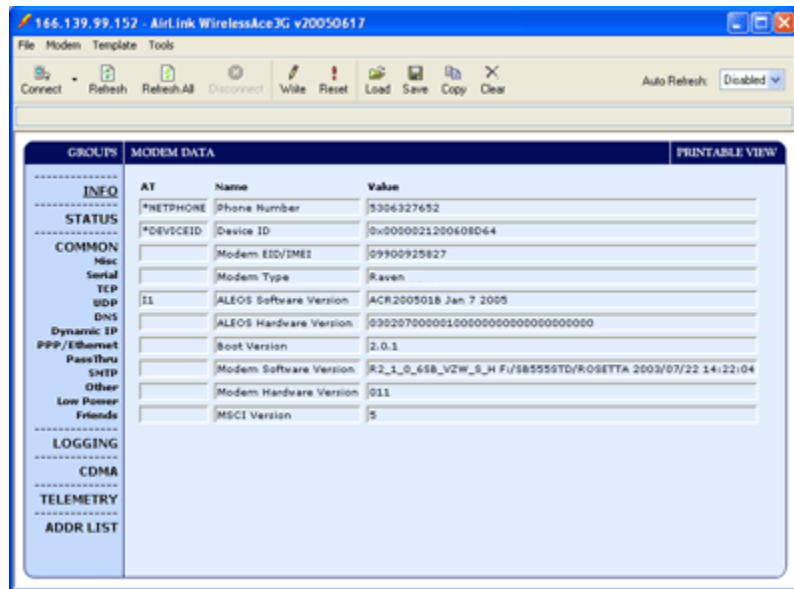 166.139.99.152 - AirLink WirelessAce3G v20050617
File Modem Template Tools
Connect Refresh Refresh All Disconnect Write Reset Load Save Copy Clear Auto Refresh: Disabled
GROUPS MODEM DATA PRINTABLE VIEW
INFO
STATUS
COMMON
Misc
Serial
TCP
UDP
DNS
Dynamic IP
PPP/Ethernet
PassThru
SMTP
Other
Low Power
Friends
LOGGING
CDMA
TELEMETRY
ADDR LIST
AT Name Value
*NETPHONE Phone Number 5306327652
*DEVICEID Device ID 0x0000021200608D64
Modem EID/IMEI 09900925827
Modem Type Raven
I1 ALEOS Software Version ACR2005018 Jan 7 2005
ALEOS Hardware Version
Boot Version 2.0.1
Modem Software Version R2_1_0_658_VZW_S_H F:/SB555STD/ROSETTA 2003/07/22 14:22:04
Modem Hardware Version 011
MSCI Version 5